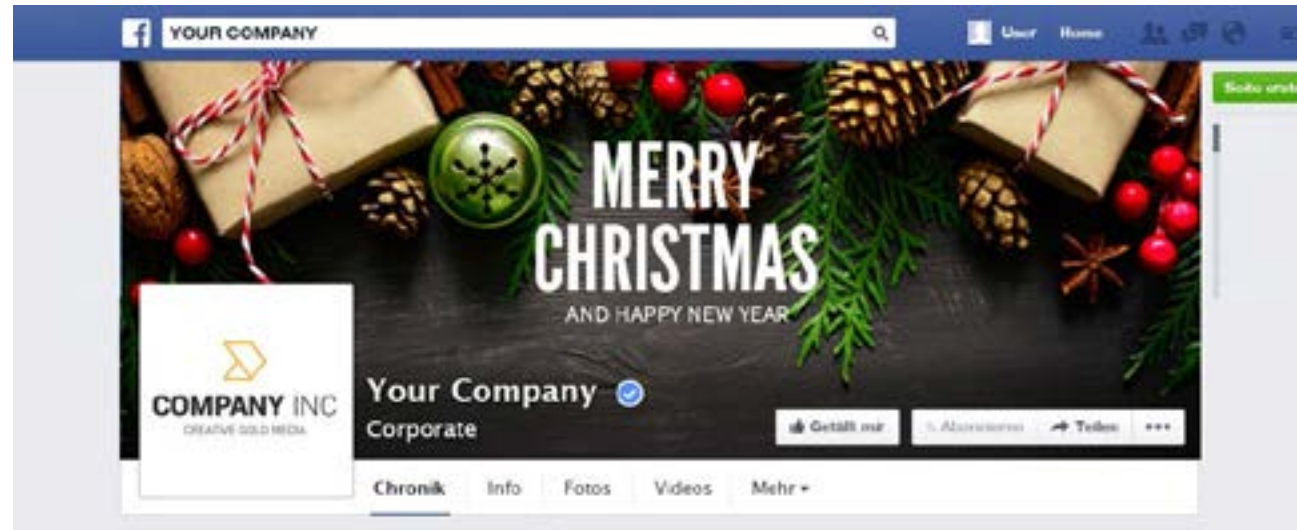 f YOUR COMPANY
User Home
MERRY
CHRISTMAS
AND HAPPY NEW YEAR
COMPANY INC
CREATIVE GOLD MEDIA
Your Company
Corporate
Gefällt mir
Abonnieren
Teilen
Chronik Info Fotos Videos Mehr